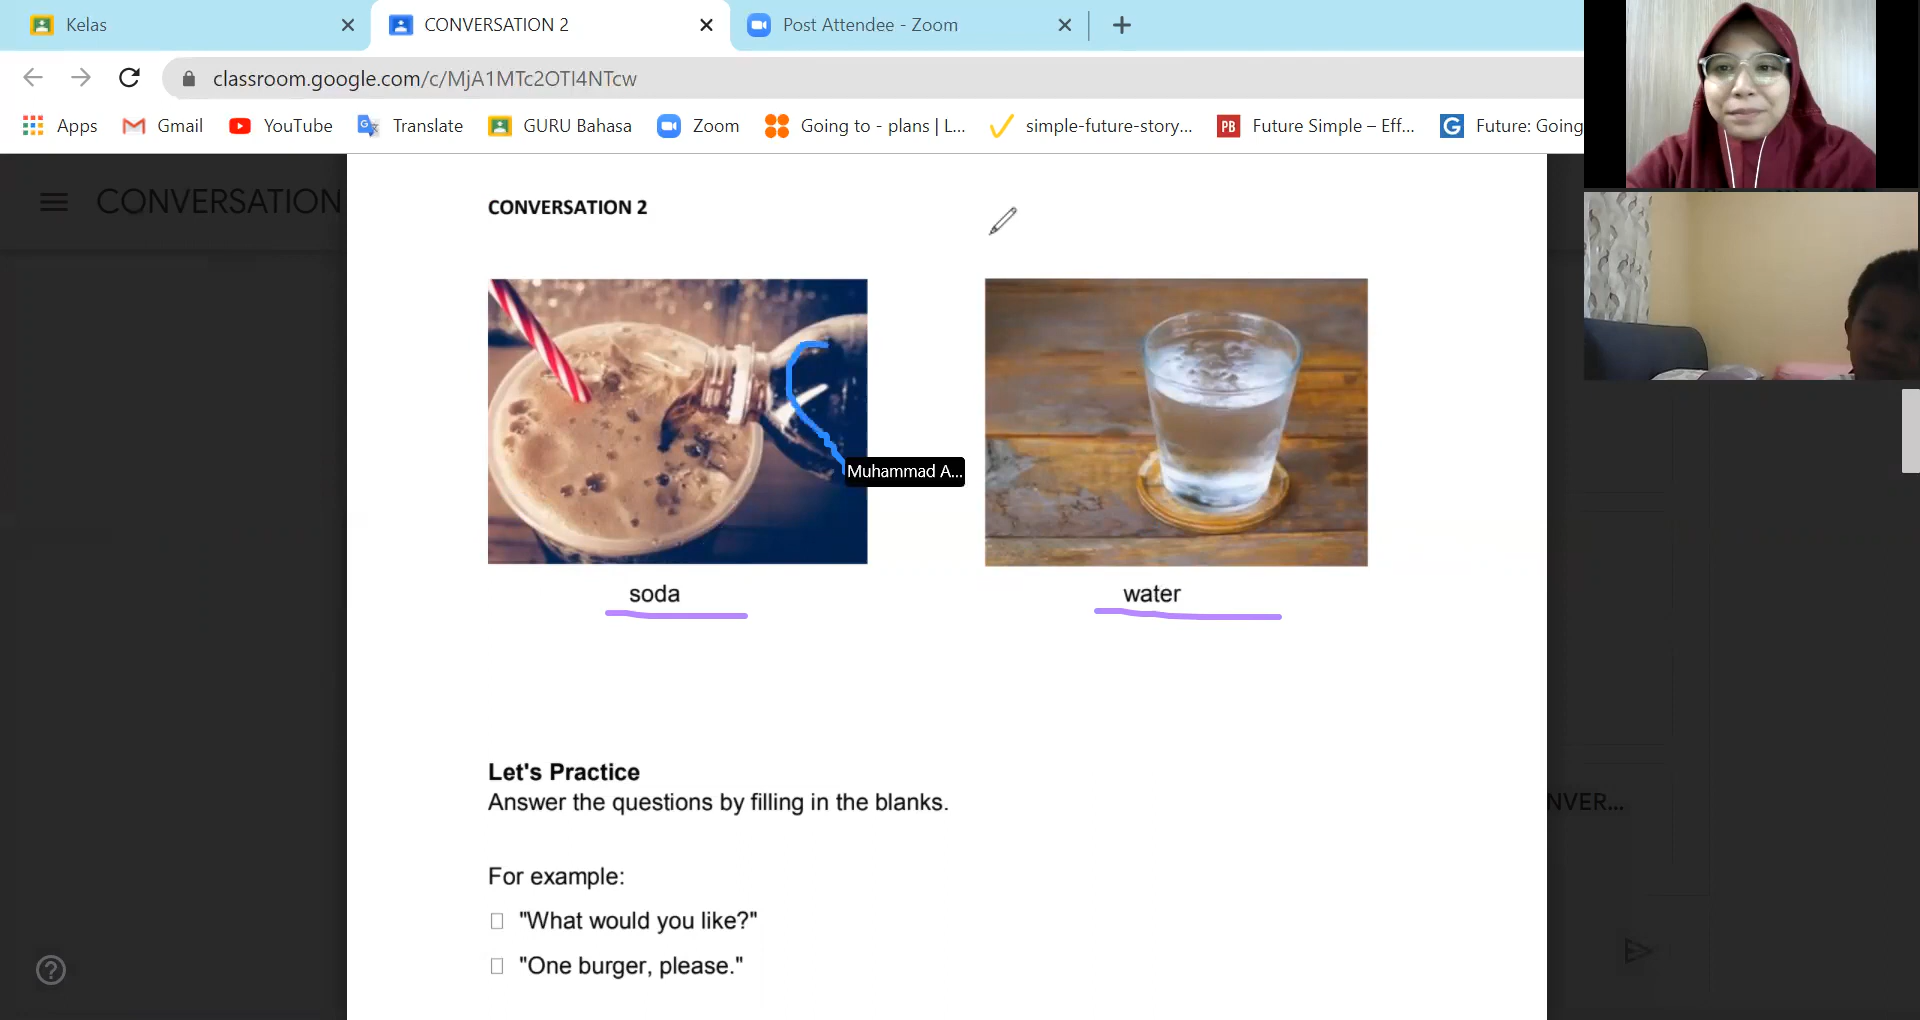 Kelas
CONVERSATION 2
Post Attendee - Zoom
classroom.google.com/c/MjA1MTc2OTI4NTcw
Apps
Gmail
YouTube
Translate
GURU Bahasa
Zoom
Going to - plans | L...
simple-future-story...
PB
Future Simple – Eff...
G
Future: Going
CONVERSATION
CONVERSATION 2
Muhammad A...
soda
water
Let's Practice
Answer the questions by filling in the blanks.
NVER...
For example:
"What would you like?"
"One burger, please."